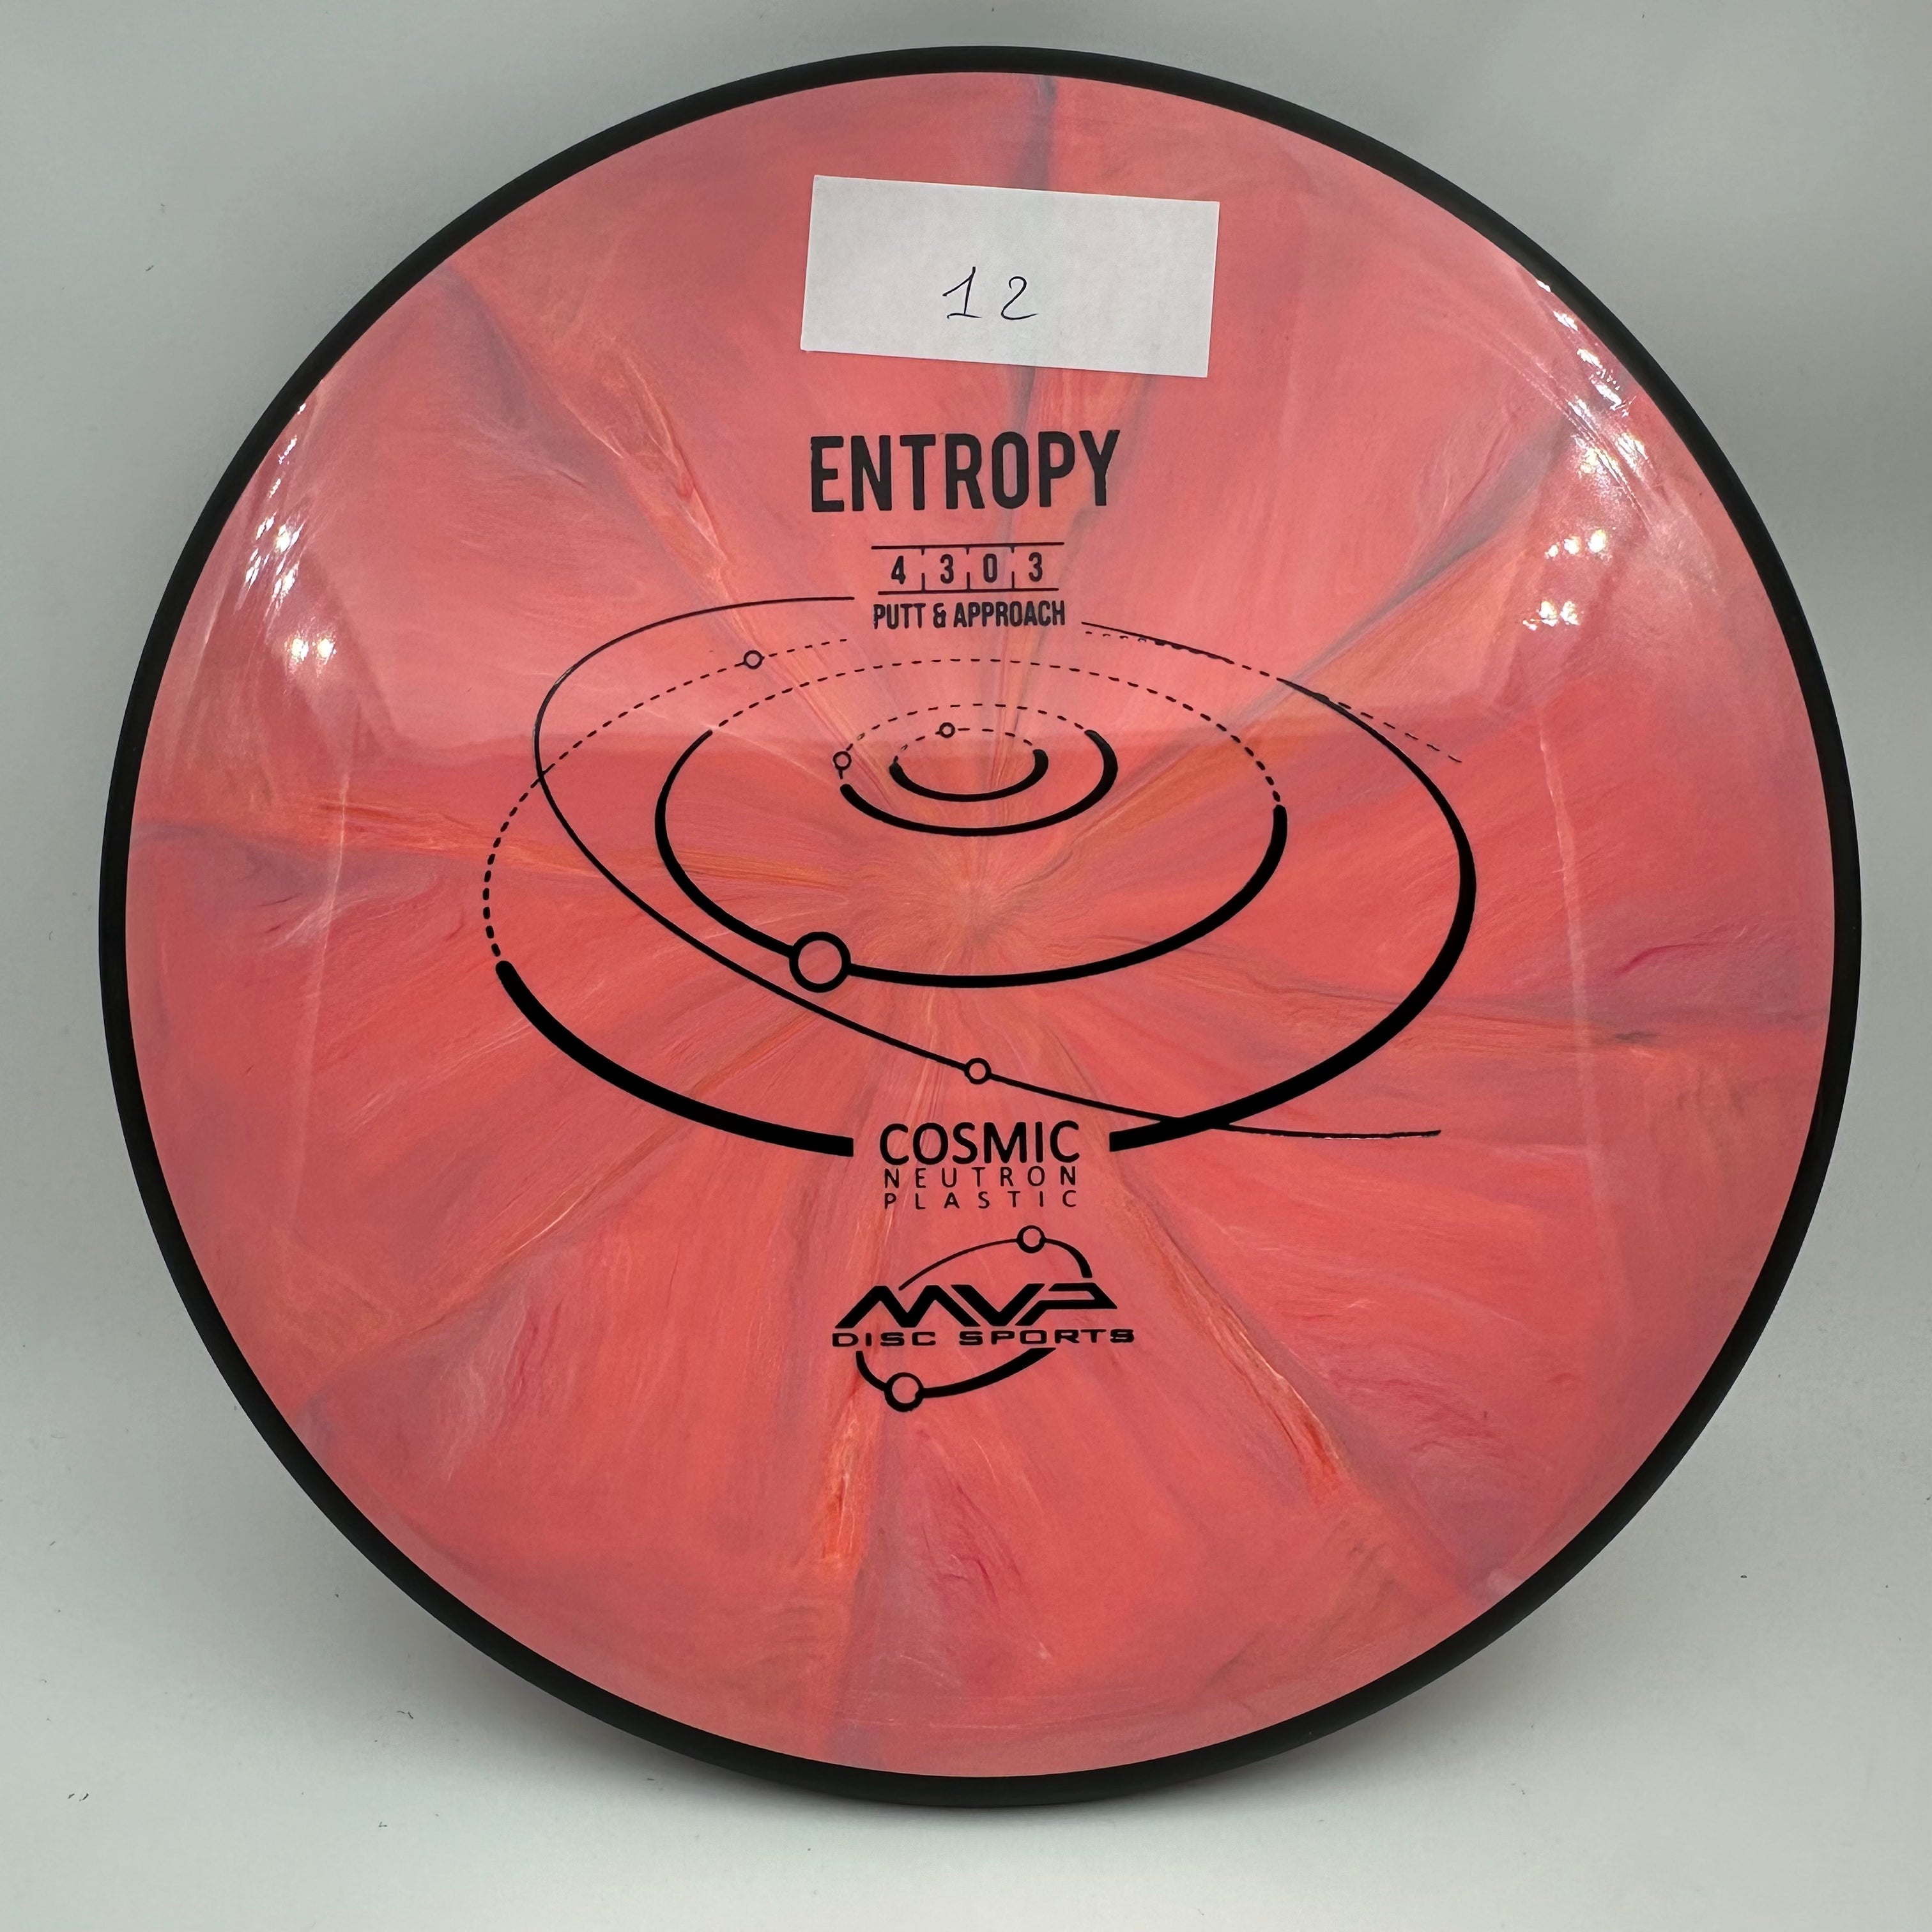 12
ENTROPY
4 3 0 3
PUTT & APPROACH
COSMIC
NEUTRON
PLASTIC
MVP
DISC SPORTS